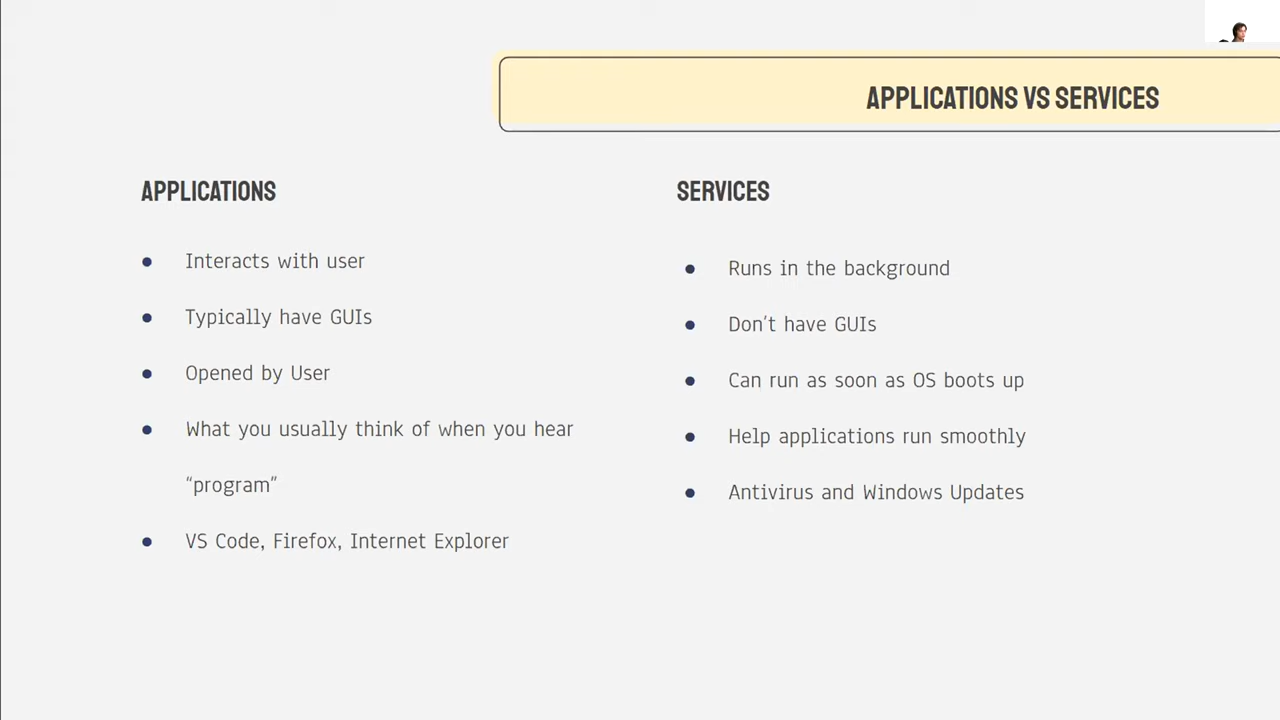 APPLICATIONS VS SERVICES
APPLICATIONS
Interacts with user
Typically have GUIs
Opened by User
What you usually think of when you hear
“program”
VS Code, Firefox, Internet Explorer
SERVICES
Runs in the background
Don’t have GUIs
Can run as soon as OS boots up
Help applications run smoothly
Antivirus and Windows Updates